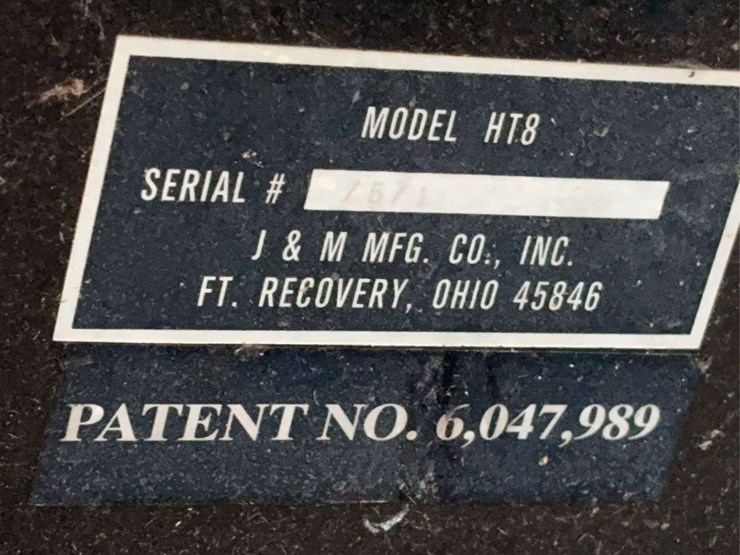 MODEL HT8
SERIAL #
J & M MFG. CO., INC.
FT. RECOVERY, OHIO 45846
PATENT NO. 6,047,989